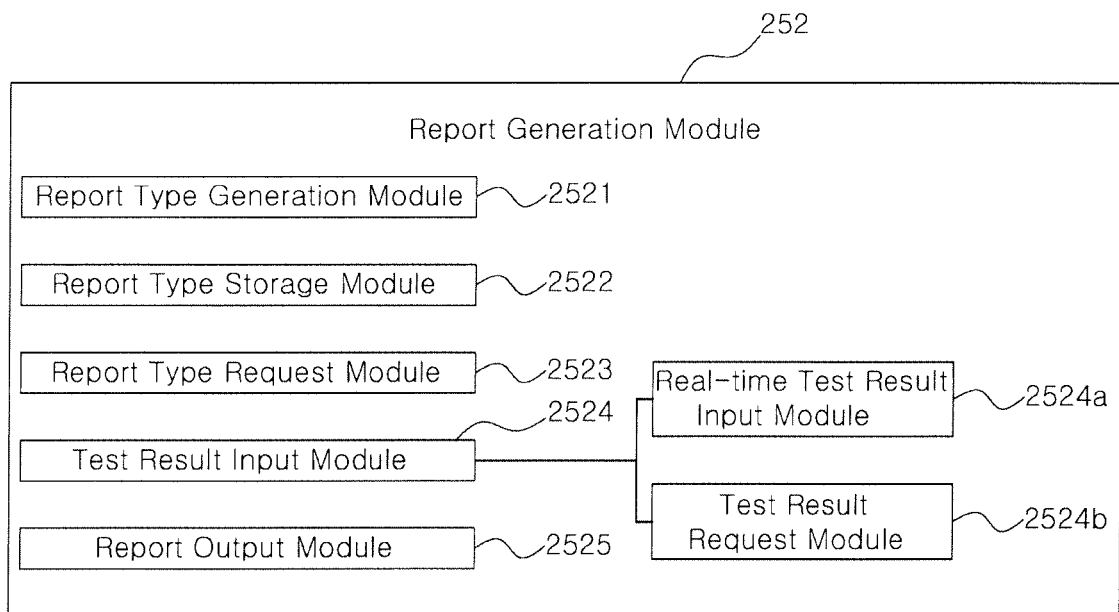 252
Report Generation Module
Report Type Generation Module
2521
Report Type Storage Module
2522
Report Type Request Module
2523
2524
Test Result Input Module
Real-time Test Result
Input Module
2524a
Test Result
Request Module
2524b
Report Output Module
2525